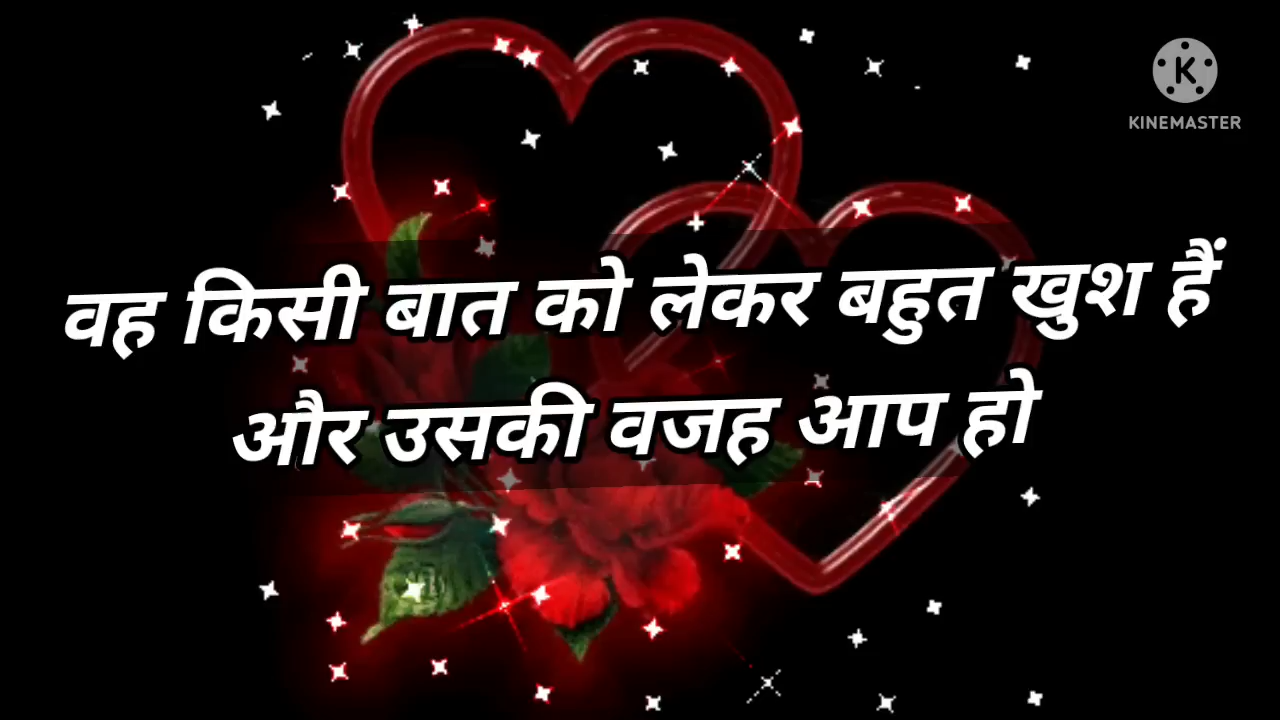 KINEMASTER
वह किसी बात को लेकर बहुत खुश हैं
और उसकी वजह आप हो